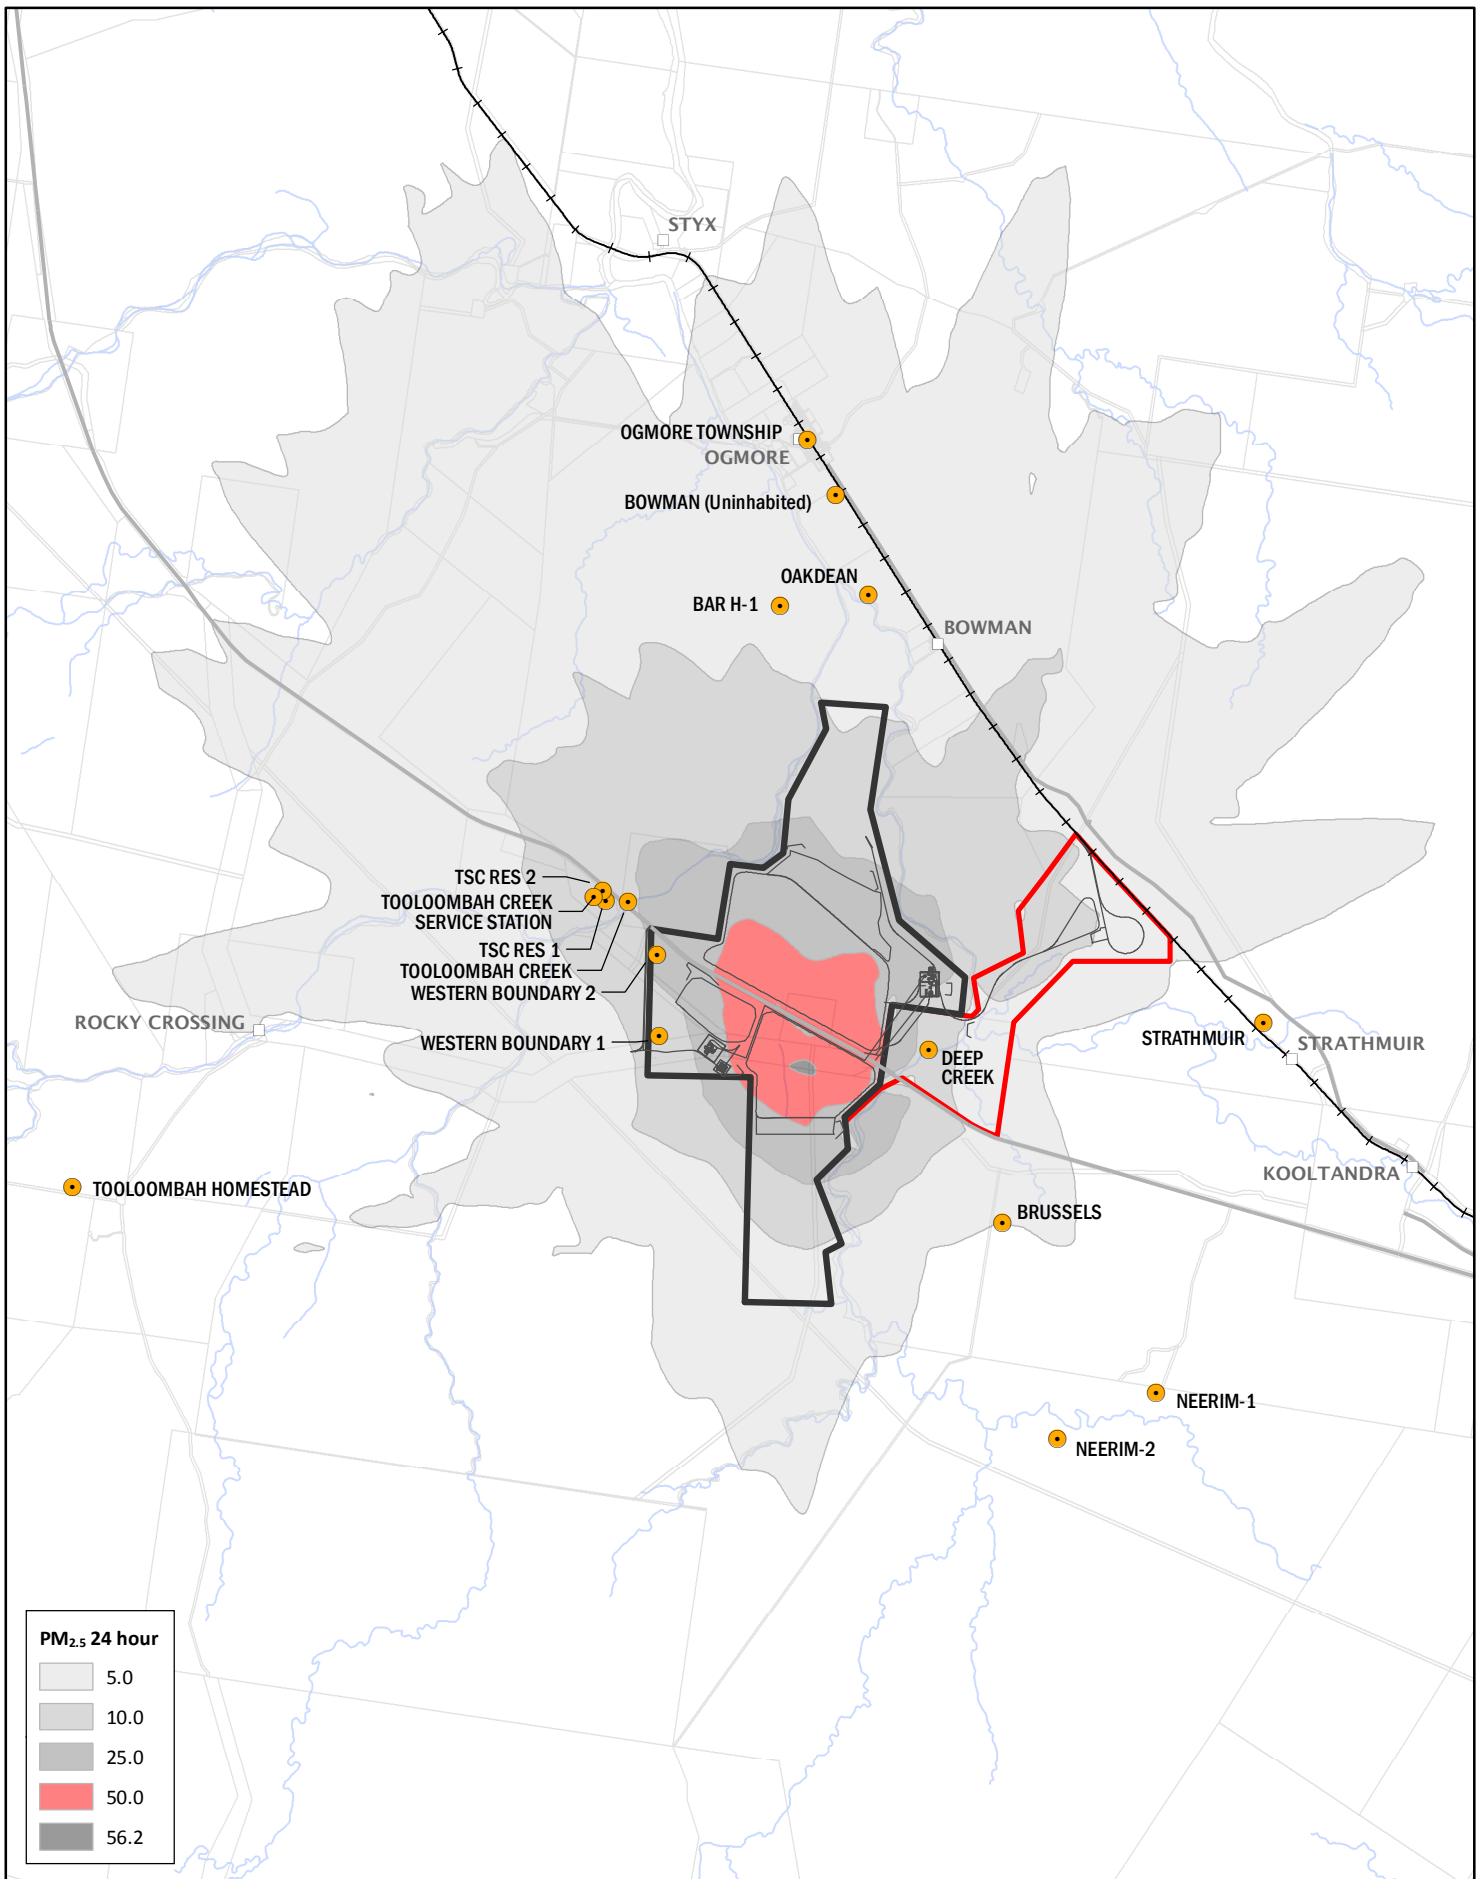 STYX
OGMORE TOWNSHIP
OGMORE
BOWMAN (Uninhabited)
OAKDEAN
BAR H-1
BOWMAN
TSC RES 2
TOOLOOMBAH CREEK
SERVICE STATION
TSC RES 1
TOOLOOMBAH CREEK
WESTERN BOUNDARY 2
ROCKY CROSSING
WESTERN BOUNDARY 1
STRATHMUIR
STRATHMUIR
DEEP
CREEK
KOOLTANDRA
TOOLOOMBAH HOMESTEAD
BRUSSELS
NEERIM-1
NEERIM-2
PM2.5 24 hour
5.0
10.0
25.0
50.0
56.2